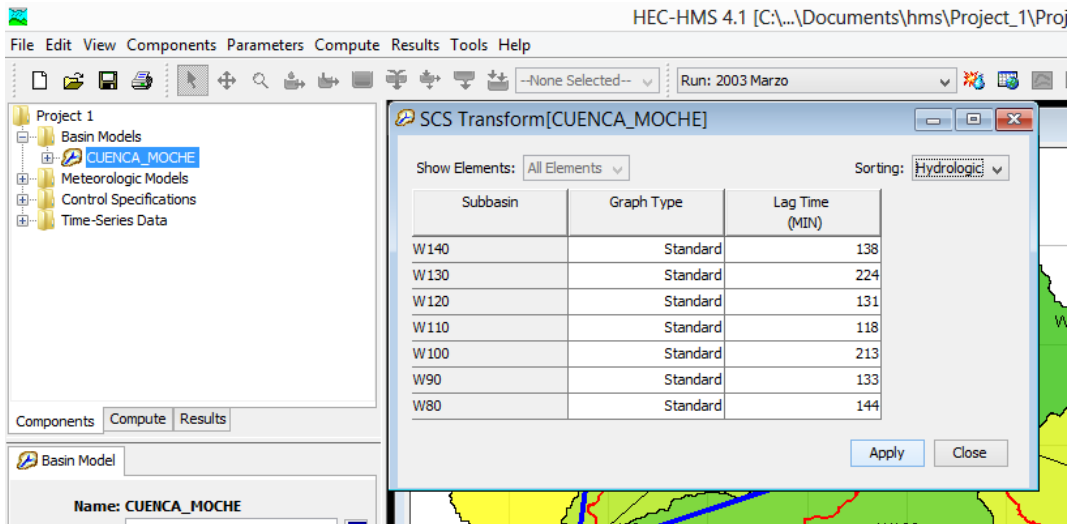 HEC-HMS 4.1 [C:\...\Documents\hms\Project_1\Proj
File Edit View Components Parameters Compute Results Tools Help
--None Selected-- Run: 2003 Marzo
Project 1
Basin Models
CUENCA_MOCHE
Meteorologic Models
Control Specifications
Time-Series Data
Components Compute Results
Basin Model
Name: CUENCA_MOCHE
SCS Transform[CUENCA_MOCHE]
Show Elements: All Elements Sorting: Hydrologic
Subbasin Graph Type Lag Time
(MIN)
W140 Standard 138
W130 Standard 224
W120 Standard 131
W110 Standard 118
W100 Standard 213
W90 Standard 133
W80 Standard 144
Apply Close
W